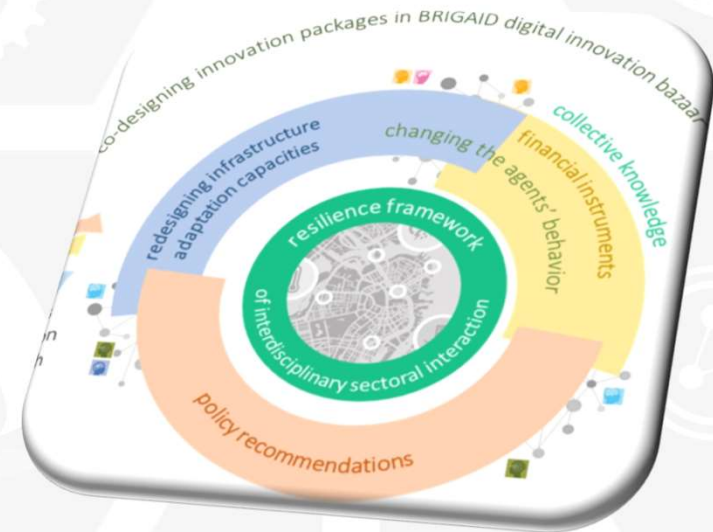 co-designing innovation packages in BRIGAID digital innovation bazaar
collective knowledge
redesigning infrastructure
adaptation capacities
changing the agents' behavior
financial instruments
resilience framework
of interdisciplinary sectoral interaction
policy recommendations